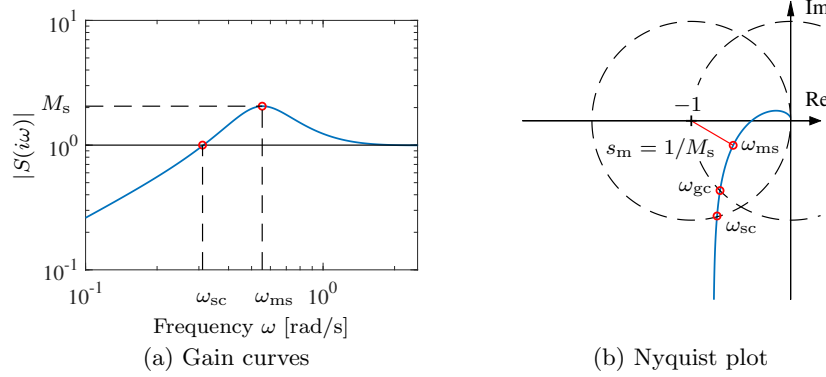 10^1
M_s
10^0
10^{-1}
|S(iω)|
10^{-1}
ω_sc
ω_ms
10^0
Frequency ω [rad/s]
(a) Gain curves
Im
Re
−1
s_m = 1/M_s
ω_ms
ω_gc
ω_sc
(b) Nyquist plot